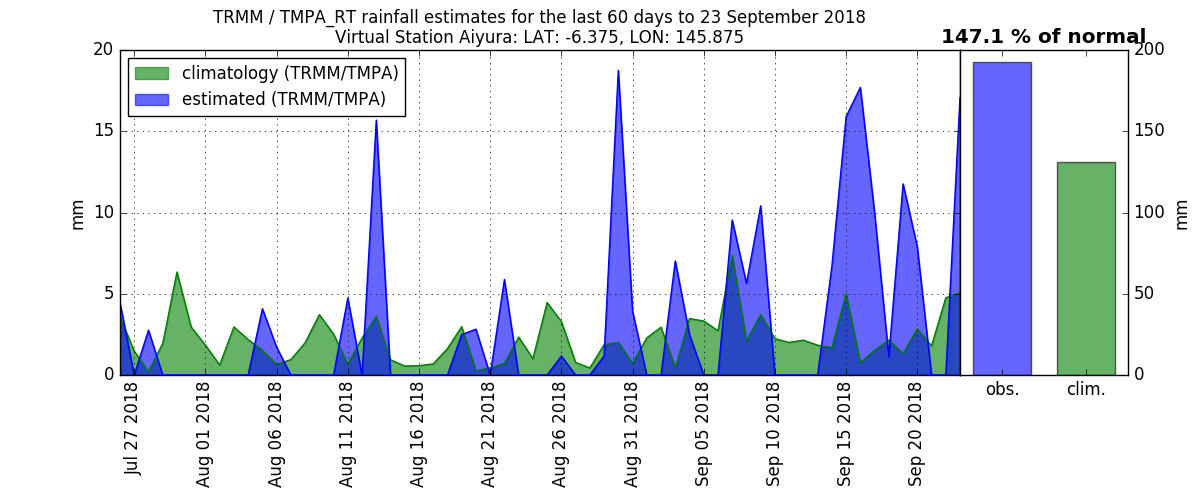 TRMM / TMPA_RT rainfall estimates for the last 60 days to 23 September 2018
Virtual Station Aiyura: LAT: -6.375, LON: 145.875
147.1 % of normal
climatology (TRMM/TMPA)
estimated (TRMM/TMPA)
20
15
10
5
0
mm
200
150
100
50
0
mm
Jul 27 2018
Aug 01 2018
Aug 06 2018
Aug 11 2018
Aug 16 2018
Aug 21 2018
Aug 26 2018
Aug 31 2018
Sep 05 2018
Sep 10 2018
Sep 15 2018
Sep 20 2018
obs.
clim.